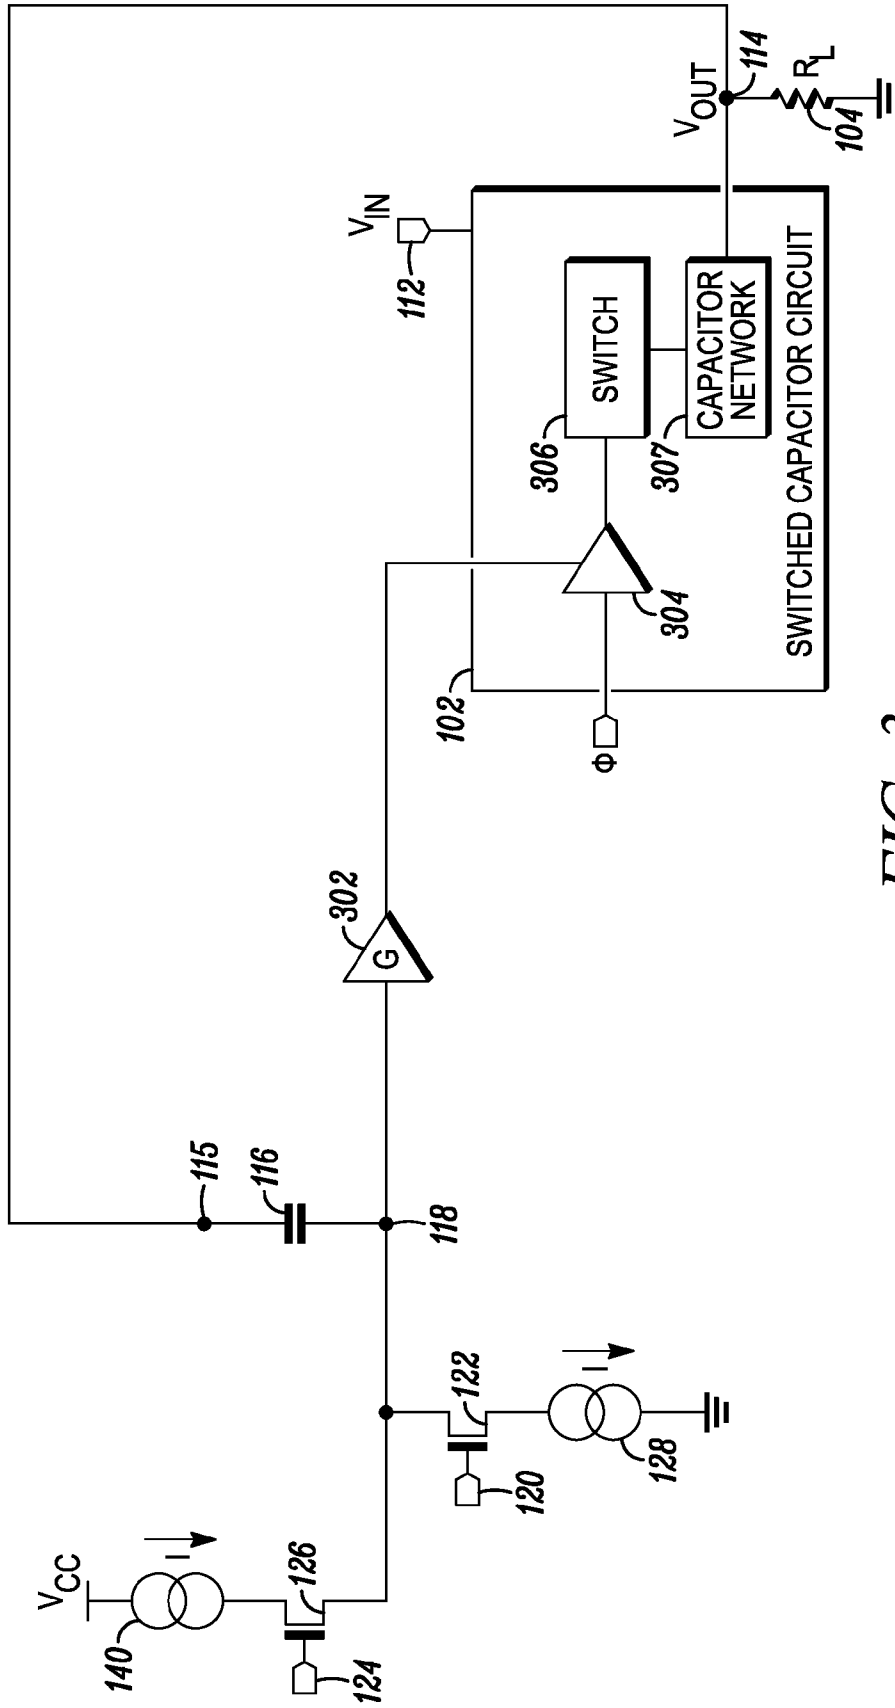 V_CC
140
I
124
126
120
122
I
128
115
116
118
302
G
Φ
102
304
306
SWITCH
307
CAPACITOR
NETWORK
SWITCHED CAPACITOR CIRCUIT
V_IN
112
V_OUT
114
R_L
104
FIG.